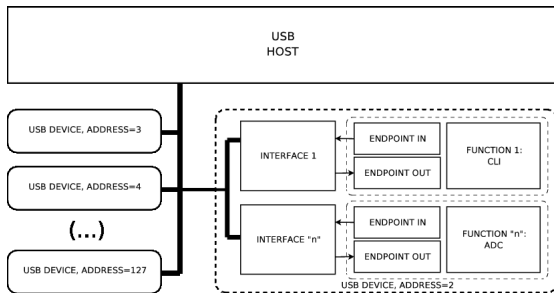 USB
HOST
USB DEVICE, ADDRESS=3
USB DEVICE, ADDRESS=4
(...)
USB DEVICE, ADDRESS=127
INTERFACE 1
ENDPOINT IN
ENDPOINT OUT
FUNCTION 1:
CLI
INTERFACE "n"
ENDPOINT IN
ENDPOINT OUT
FUNCTION "n":
ADC
USB DEVICE, ADDRESS=2